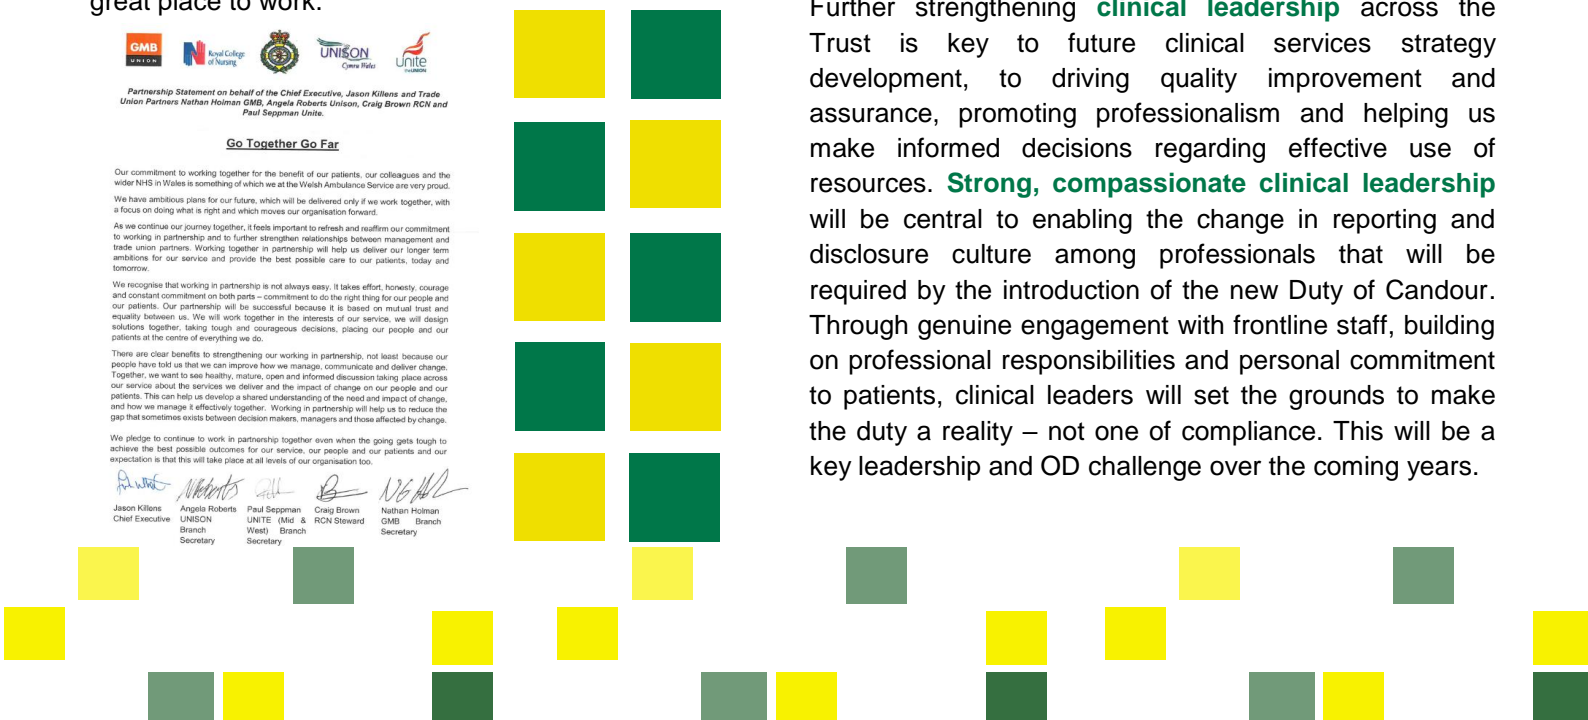 great place to work.
GMB
UNION
Royal College
of Nursing
UNISON
Cymru Wales
Unite
theUNION
Partnership Statement on behalf of the Chief Executive, Jason Killens and Trade
Union Partners Nathan Holman GMB, Angela Roberts Unison, Craig Brown RCN and
Paul Seppman Unite.
Go Together Go Far
Our commitment to working together for the benefit of our patients, our colleagues and the
wider NHS in Wales is something of which we at the Welsh Ambulance Service are very proud.
We have ambitious plans for our future, which will be delivered only if we work together, with
a focus on doing what is right and which moves our organisation forward.
As we continue our journey together, it feels important to refresh and reaffirm our commitment
to working in partnership and to further strengthen relationships between management and
trade union partners. Working together in partnership will help us deliver our longer term
ambitions for our service and provide the best possible care to our patients, today and
tomorrow.
We recognise that working in partnership is not always easy. It takes effort, honesty, courage
and constant commitment on both parts – commitment to do the right thing for our people and
our patients. Our partnership will be successful because it is based on mutual trust and
equality between us. We will work together in the interests of our service, we will design
solutions together, taking tough and courageous decisions, placing our people and our
patients at the centre of everything we do.
There are clear benefits to strengthening our working in partnership, not least because our
people have told us that we can improve how we manage, communicate and deliver change.
Together, we want to see healthy, mature, open and informed discussion taking place across
our service about the services we deliver and the impact of change on our people and our
patients. This can help us develop a shared understanding of the need and impact of change,
and how we manage it effectively together. Working in partnership will help us to reduce the
gap that sometimes exists between decision makers, managers and those affected by change.
We pledge to continue to work in partnership together even when the going gets tough to
achieve the best possible outcomes for our service, our people and our patients and our
expectation is that this will take place at all levels of our organisation too.
Jason Killens
Chief Executive
Angela Roberts
UNISON
Branch
Secretary
Paul Seppman
UNITE (Mid &
West) Branch
Secretary
Craig Brown
RCN Steward
Nathan Holman
GMB Branch
Secretary
Further strengthening clinical leadership across the
Trust is key to future clinical services strategy
development, to driving quality improvement and
assurance, promoting professionalism and helping us
make informed decisions regarding effective use of
resources. Strong, compassionate clinical leadership
will be central to enabling the change in reporting and
disclosure culture among professionals that will be
required by the introduction of the new Duty of Candour.
Through genuine engagement with frontline staff, building
on professional responsibilities and personal commitment
to patients, clinical leaders will set the grounds to make
the duty a reality – not one of compliance. This will be a
key leadership and OD challenge over the coming years.